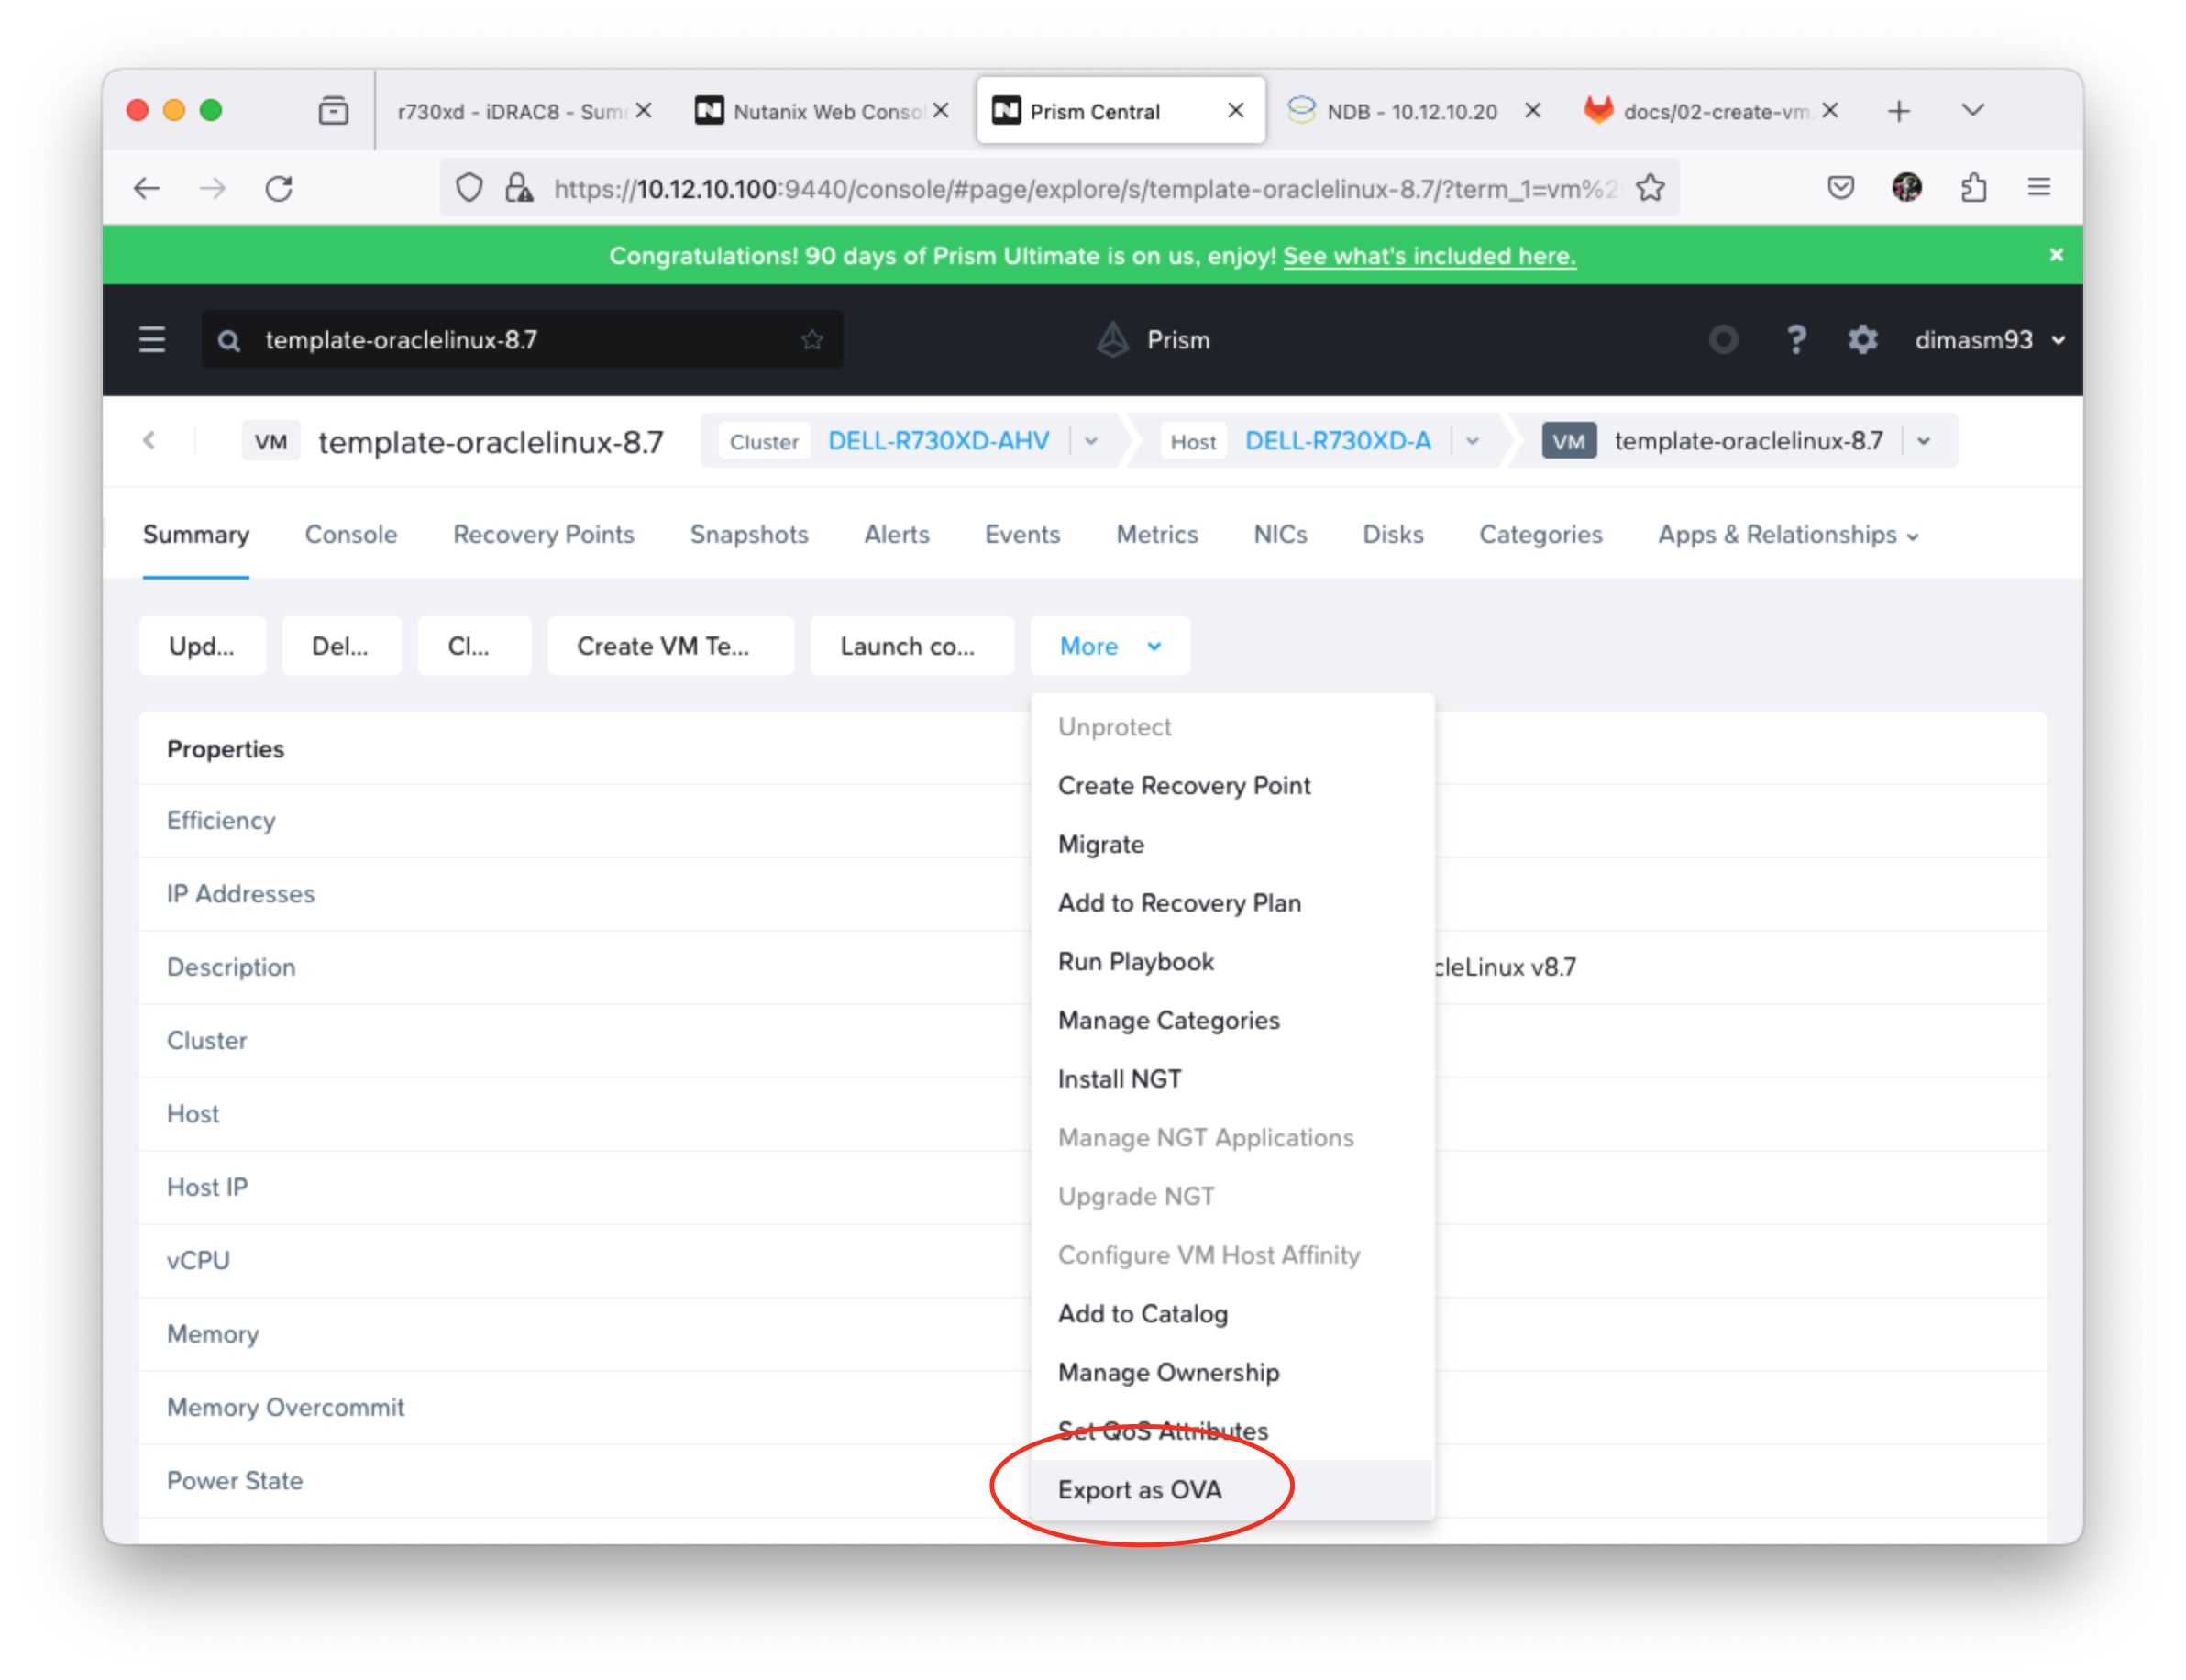 r730xd - iDRAC8 - Sum
Nutanix Web Conso
Prism Central
NDB - 10.12.10.20
docs/02-create-vm
https://10.12.10.100:9440/console/#page/explore/s/template-oraclelinux-8.7/?term_1=vm%2
Congratulations! 90 days of Prism Ultimate is on us, enjoy! See what's included here.
template-oraclelinux-8.7
Prism
dimasm93
VM template-oraclelinux-8.7
Cluster DELL-R730XD-AHV
Host DELL-R730XD-A
VM template-oraclelinux-8.7
Summary
Console
Recovery Points
Snapshots
Alerts
Events
Metrics
NICs
Disks
Categories
Apps & Relationships
Upd...
Del...
Cl...
Create VM Te...
Launch co...
More
Unprotect
Create Recovery Point
Migrate
Add to Recovery Plan
Run Playbook
Manage Categories
Install NGT
Manage NGT Applications
Upgrade NGT
Configure VM Host Affinity
Add to Catalog
Manage Ownership
Set QoS Attributes
Export as OVA
Properties
Efficiency
IP Addresses
Description
cleLinux v8.7
Cluster
Host
Host IP
vCPU
Memory
Memory Overcommit
Power State